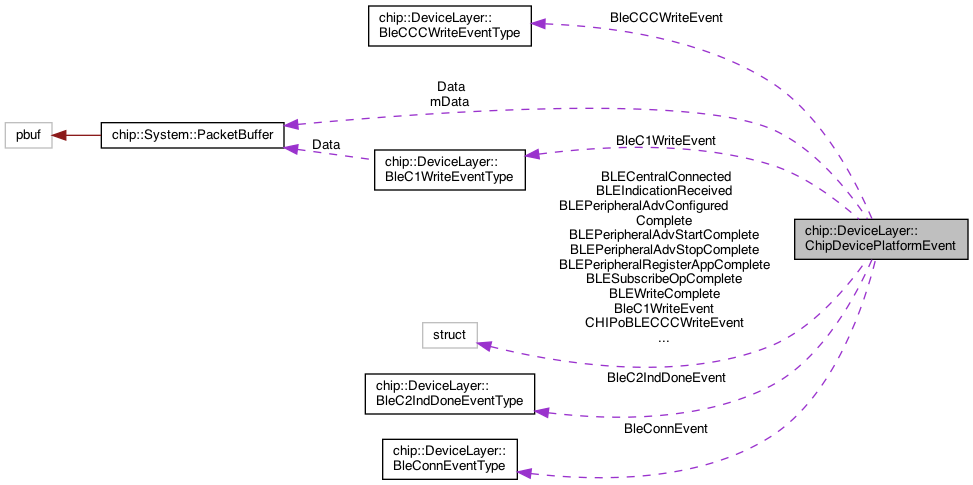 chip::DeviceLayer::
BleCCCWriteEventType
BleCCCWriteEvent
Data
mData
pbuf
chip::System::PacketBuffer
Data
chip::DeviceLayer::
BleC1WriteEventType
BleC1WriteEvent
BLECentralConnected
BLEIndicationReceived
BLEPeripheralAdvConfigured
Complete
BLEPeripheralAdvStartComplete
BLEPeripheralAdvStopComplete
BLEPeripheralRegisterAppComplete
BLESubscribeOpComplete
BLEWriteComplete
BleC1WriteEvent
CHIPoBLECCCWriteEvent
...
chip::DeviceLayer::
ChipDevicePlatformEvent
struct
BleC2IndDoneEvent
chip::DeviceLayer::
BleC2IndDoneEventType
BleConnEvent
chip::DeviceLayer::
BleConnEventType